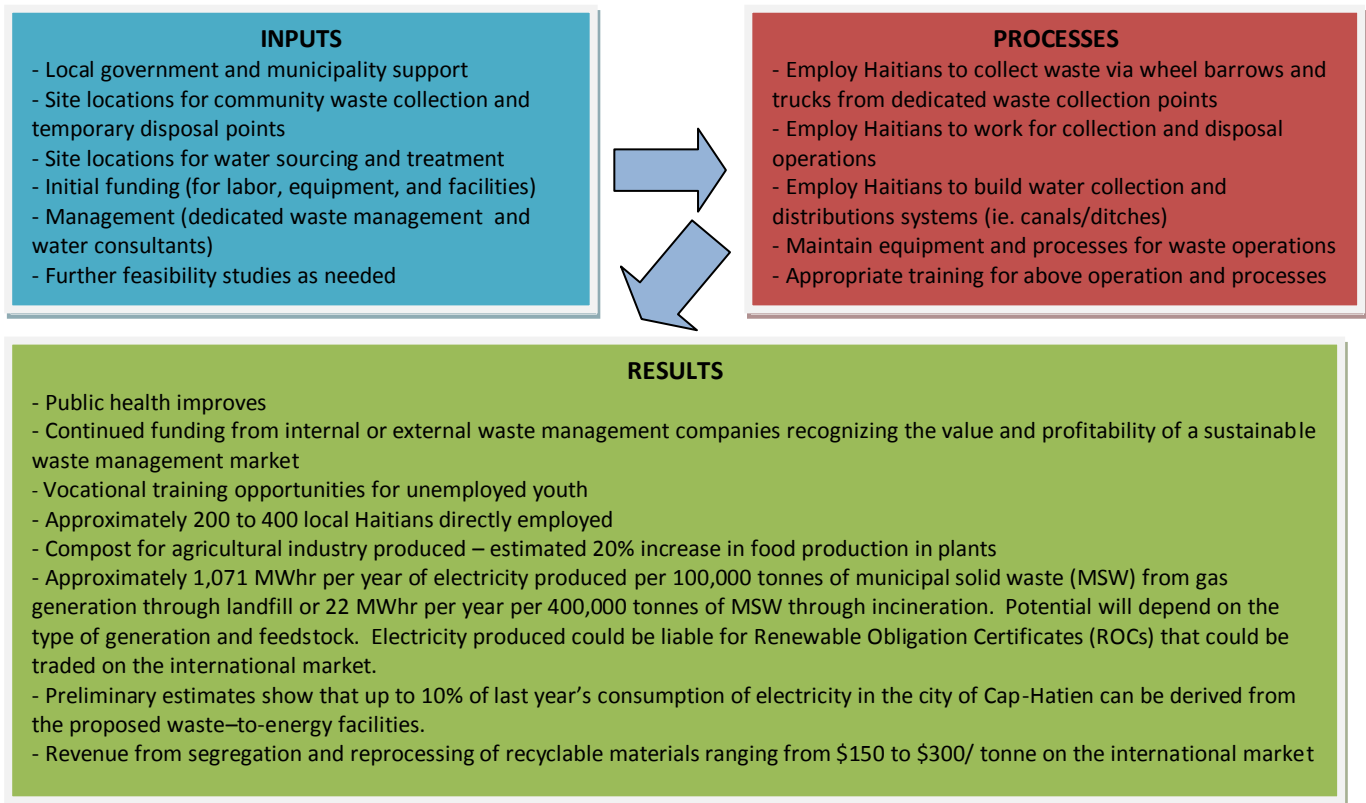 INPUTS
- Local government and municipality support
- Site locations for community waste collection and
temporary disposal points
- Site locations for water sourcing and treatment
- Initial funding (for labor, equipment, and facilities)
- Management (dedicated waste management and
water consultants)
- Further feasibility studies as needed
PROCESSES
- Employ Haitians to collect waste via wheel barrows and
trucks from dedicated waste collection points
- Employ Haitians to work for collection and disposal
operations
- Employ Haitians to build water collection and
distributions systems (ie. canals/ditches)
- Maintain equipment and processes for waste operations
- Appropriate training for above operation and processes
RESULTS
- Public health improves
- Continued funding from internal or external waste management companies recognizing the value and profitability of a sustainable
waste management market
- Vocational training opportunities for unemployed youth
- Approximately 200 to 400 local Haitians directly employed
- Compost for agricultural industry produced – estimated 20% increase in food production in plants
- Approximately 1,071 MWhr per year of electricity produced per 100,000 tonnes of municipal solid waste (MSW) from gas
generation through landfill or 22 MWhr per year per 400,000 tonnes of MSW through incineration. Potential will depend on the
type of generation and feedstock. Electricity produced could be liable for Renewable Obligation Certificates (ROCs) that could be
traded on the international market.
- Preliminary estimates show that up to 10% of last year’s consumption of electricity in the city of Cap-Hatien can be derived from
the proposed waste–to-energy facilities.
- Revenue from segregation and reprocessing of recyclable materials ranging from $150 to $300/ tonne on the international market